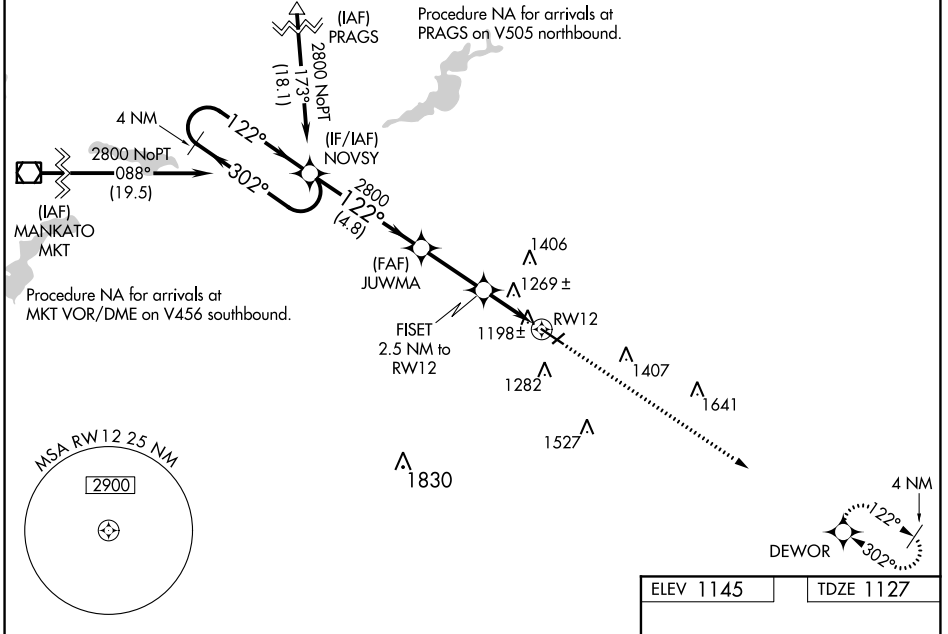 (IAF)
PRAGS
Procedure NA for arrivals at
PRAGS on V505 northbound.
2800 NoPT
173°
(18.1)
4 NM
122°
302°
(IF/IAF)
NOVSY
2800 NoPT
088°
(19.5)
(IAF)
MANKATO
MKT
2800
122°
(4.8)
(FAF)
JUWMA
1406
1269 ±
Procedure NA for arrivals at
MKT VOR/DME on V456 southbound.
FISET
2.5 NM to
RW12
1198±
RW12
1282
1407
1641
1527
1830
MSA RW12 25 NM
2900
4 NM
122°
302°
DEWOR
ELEV 1145
TDZE 1127